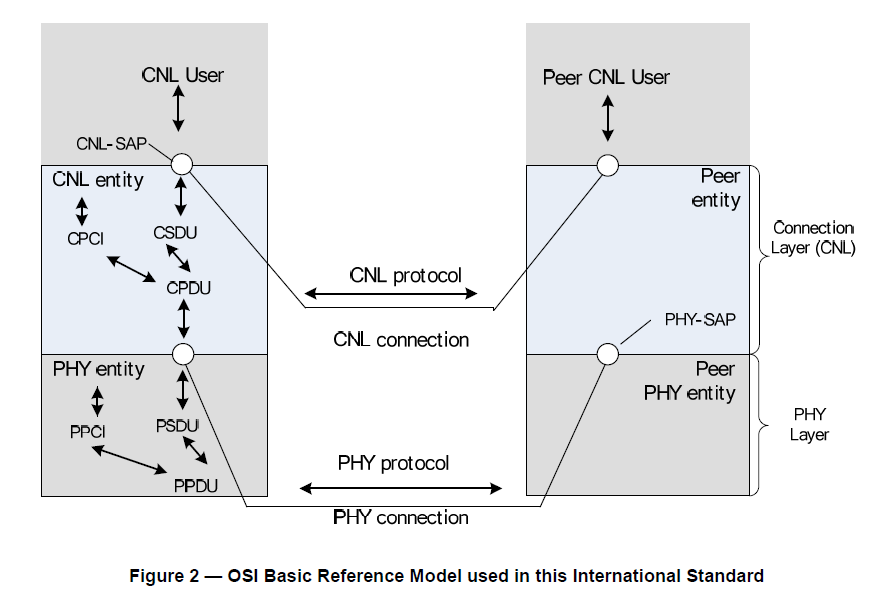 CNL User
Peer CNL User
CNL-SAP
CNL entity
Peer
entity
CPCI
CSDU
Connection
Layer (CNL)
CPDU
CNL protocol
PHY-SAP
CNL connection
PHY entity
Peer
PHY entity
PPCI
PSDU
PHY
Layer
PHY protocol
PPDU
PHY connection
Figure 2 — OSI Basic Reference Model used in this International Standard